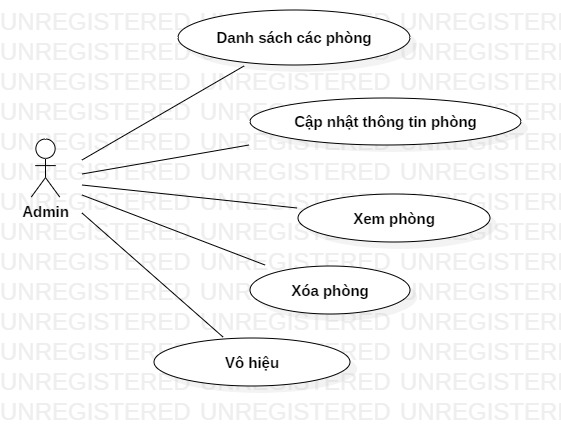 UNREGISTERED UNREGISTERED UNREGISTERED
Danh sách các phòng
Cập nhật thông tin phòng
Admin
Xem phòng
Xóa phòng
Vô hiệu